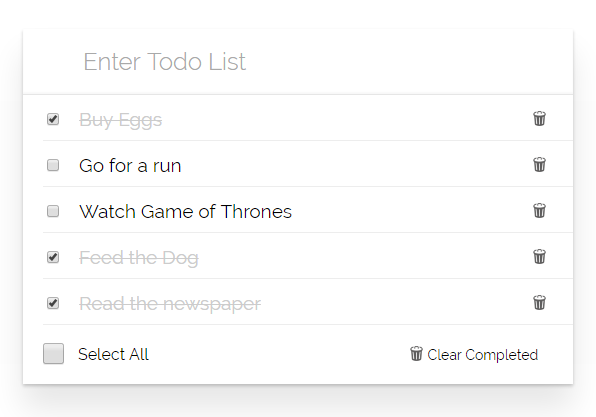 Enter Todo List
Buy Eggs
Go for a run
Watch Game of Thrones
Feed the Dog
Read the newspaper
Select All
Clear Completed